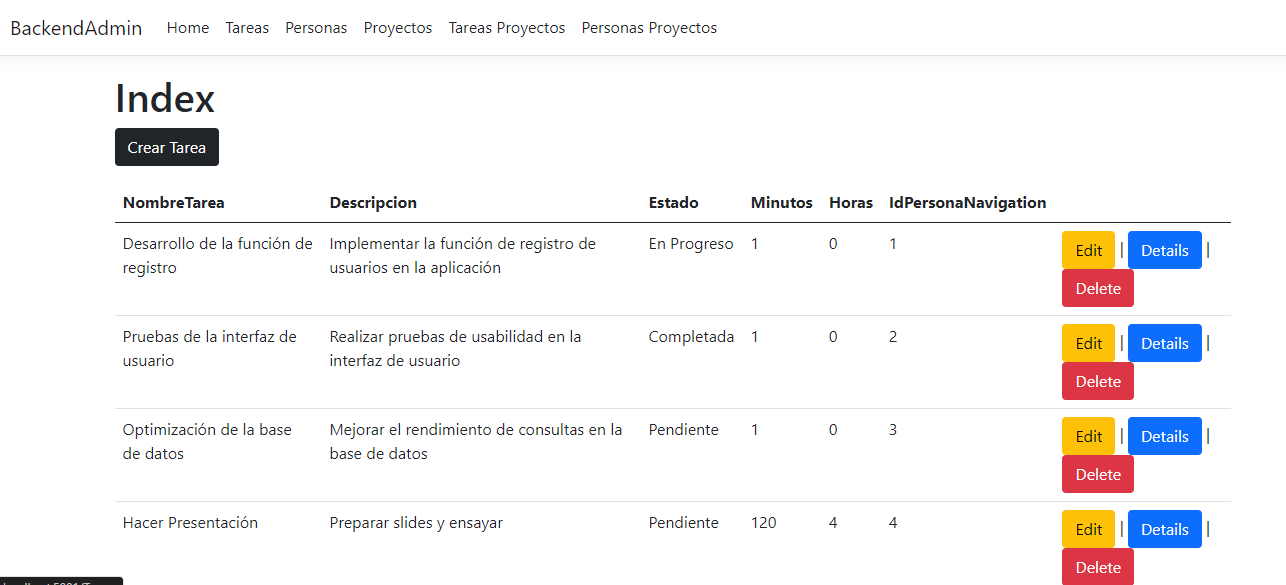 BackendAdmin Home Tareas Personas Proyectos Tareas Proyectos Personas Proyectos
Index
Crear Tarea
NombreTarea Descripcion Estado Minutos Horas IdPersonaNavigation
Desarrollo de la función de Implementar la función de registro de En Progreso 1 0 1 Edit | Details |
registro usuarios en la aplicación
Delete
Pruebas de la interfaz de Realizar pruebas de usabilidad en la Completada 1 0 2 Edit | Details |
usuario interfaz de usuario
Delete
Optimización de la base Mejorar el rendimiento de consultas en la Pendiente 1 0 3 Edit | Details |
de datos base de datos
Delete
Hacer Presentación Preparar slides y ensayar Pendiente 120 4 4 Edit | Details |
Delete